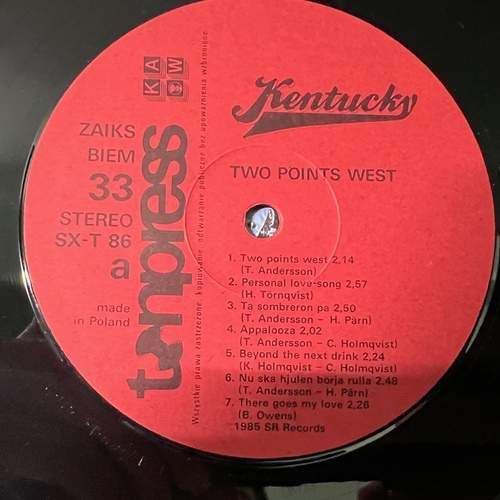 KAW
Kentucky
ZAIKS
BIEM
33
STEREO
SX-T 86
a
made
in Poland
tonpress
Wszystkie prawa zastrzeżone kopiowanie, odtwarzanie publiczne bez upoważnienia wzbronione
TWO POINTS WEST
1. Two points west 2,14
(T. Andersson)
2. Personal love-song 2,57
(H. Törnqvist)
3. Ta sombreron pa 2,50
(T. Andersson – H. Pärn)
4. Appalooza 2,02
(T. Andersson – C. Holmqvist)
5. Beyond the next drink 2,24
(K. Holmqvist – C. Holmqvist)
6. Nu ska hjulen börja rulla 2,48
(T. Andersson – H. Pärn)
7. There goes my love 2,26
(B. Owens)
1985 SR Records